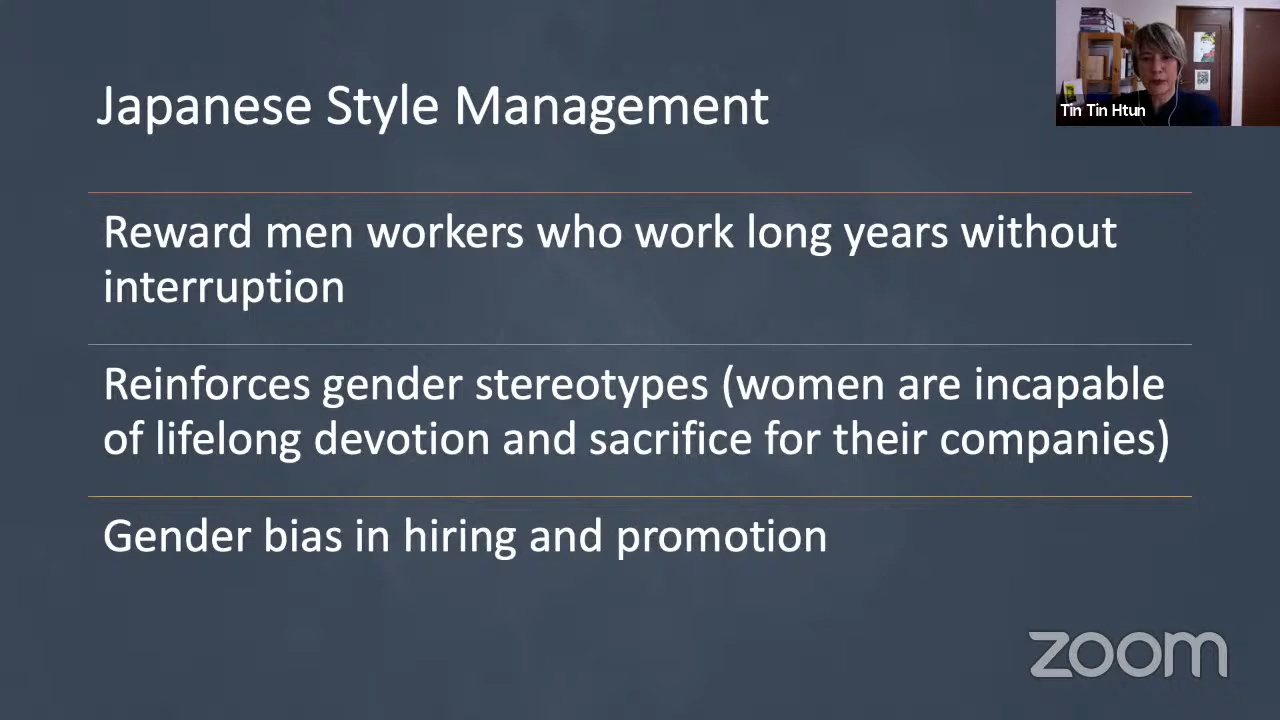 Japanese Style Management
Tin Tin Htun
Reward men workers who work long years without
interruption
Reinforces gender stereotypes (women are incapable
of lifelong devotion and sacrifice for their companies)
Gender bias in hiring and promotion
zoom